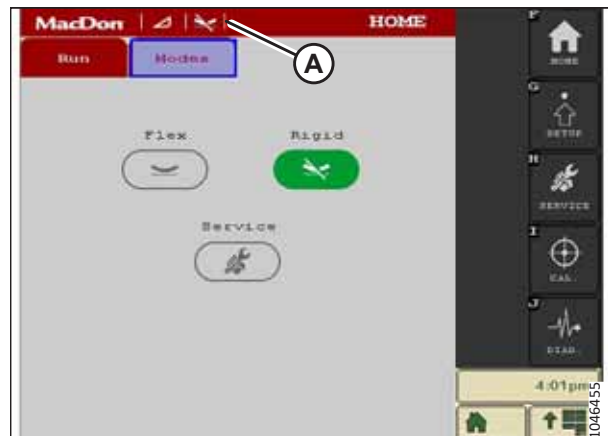 MacDon HOME
A
Run Modes
Flex Rigid
Service
F
HOME
G
SETUP
H
SERVICE
I
CAL.
J
DIAG.
4:01pm
1046455